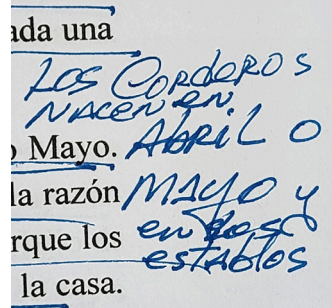 ada una
LOS CORDEROS
NACEN EN
o Mayo. ABRIL O
la razón MAYO y
rque los en los
establos
la casa.